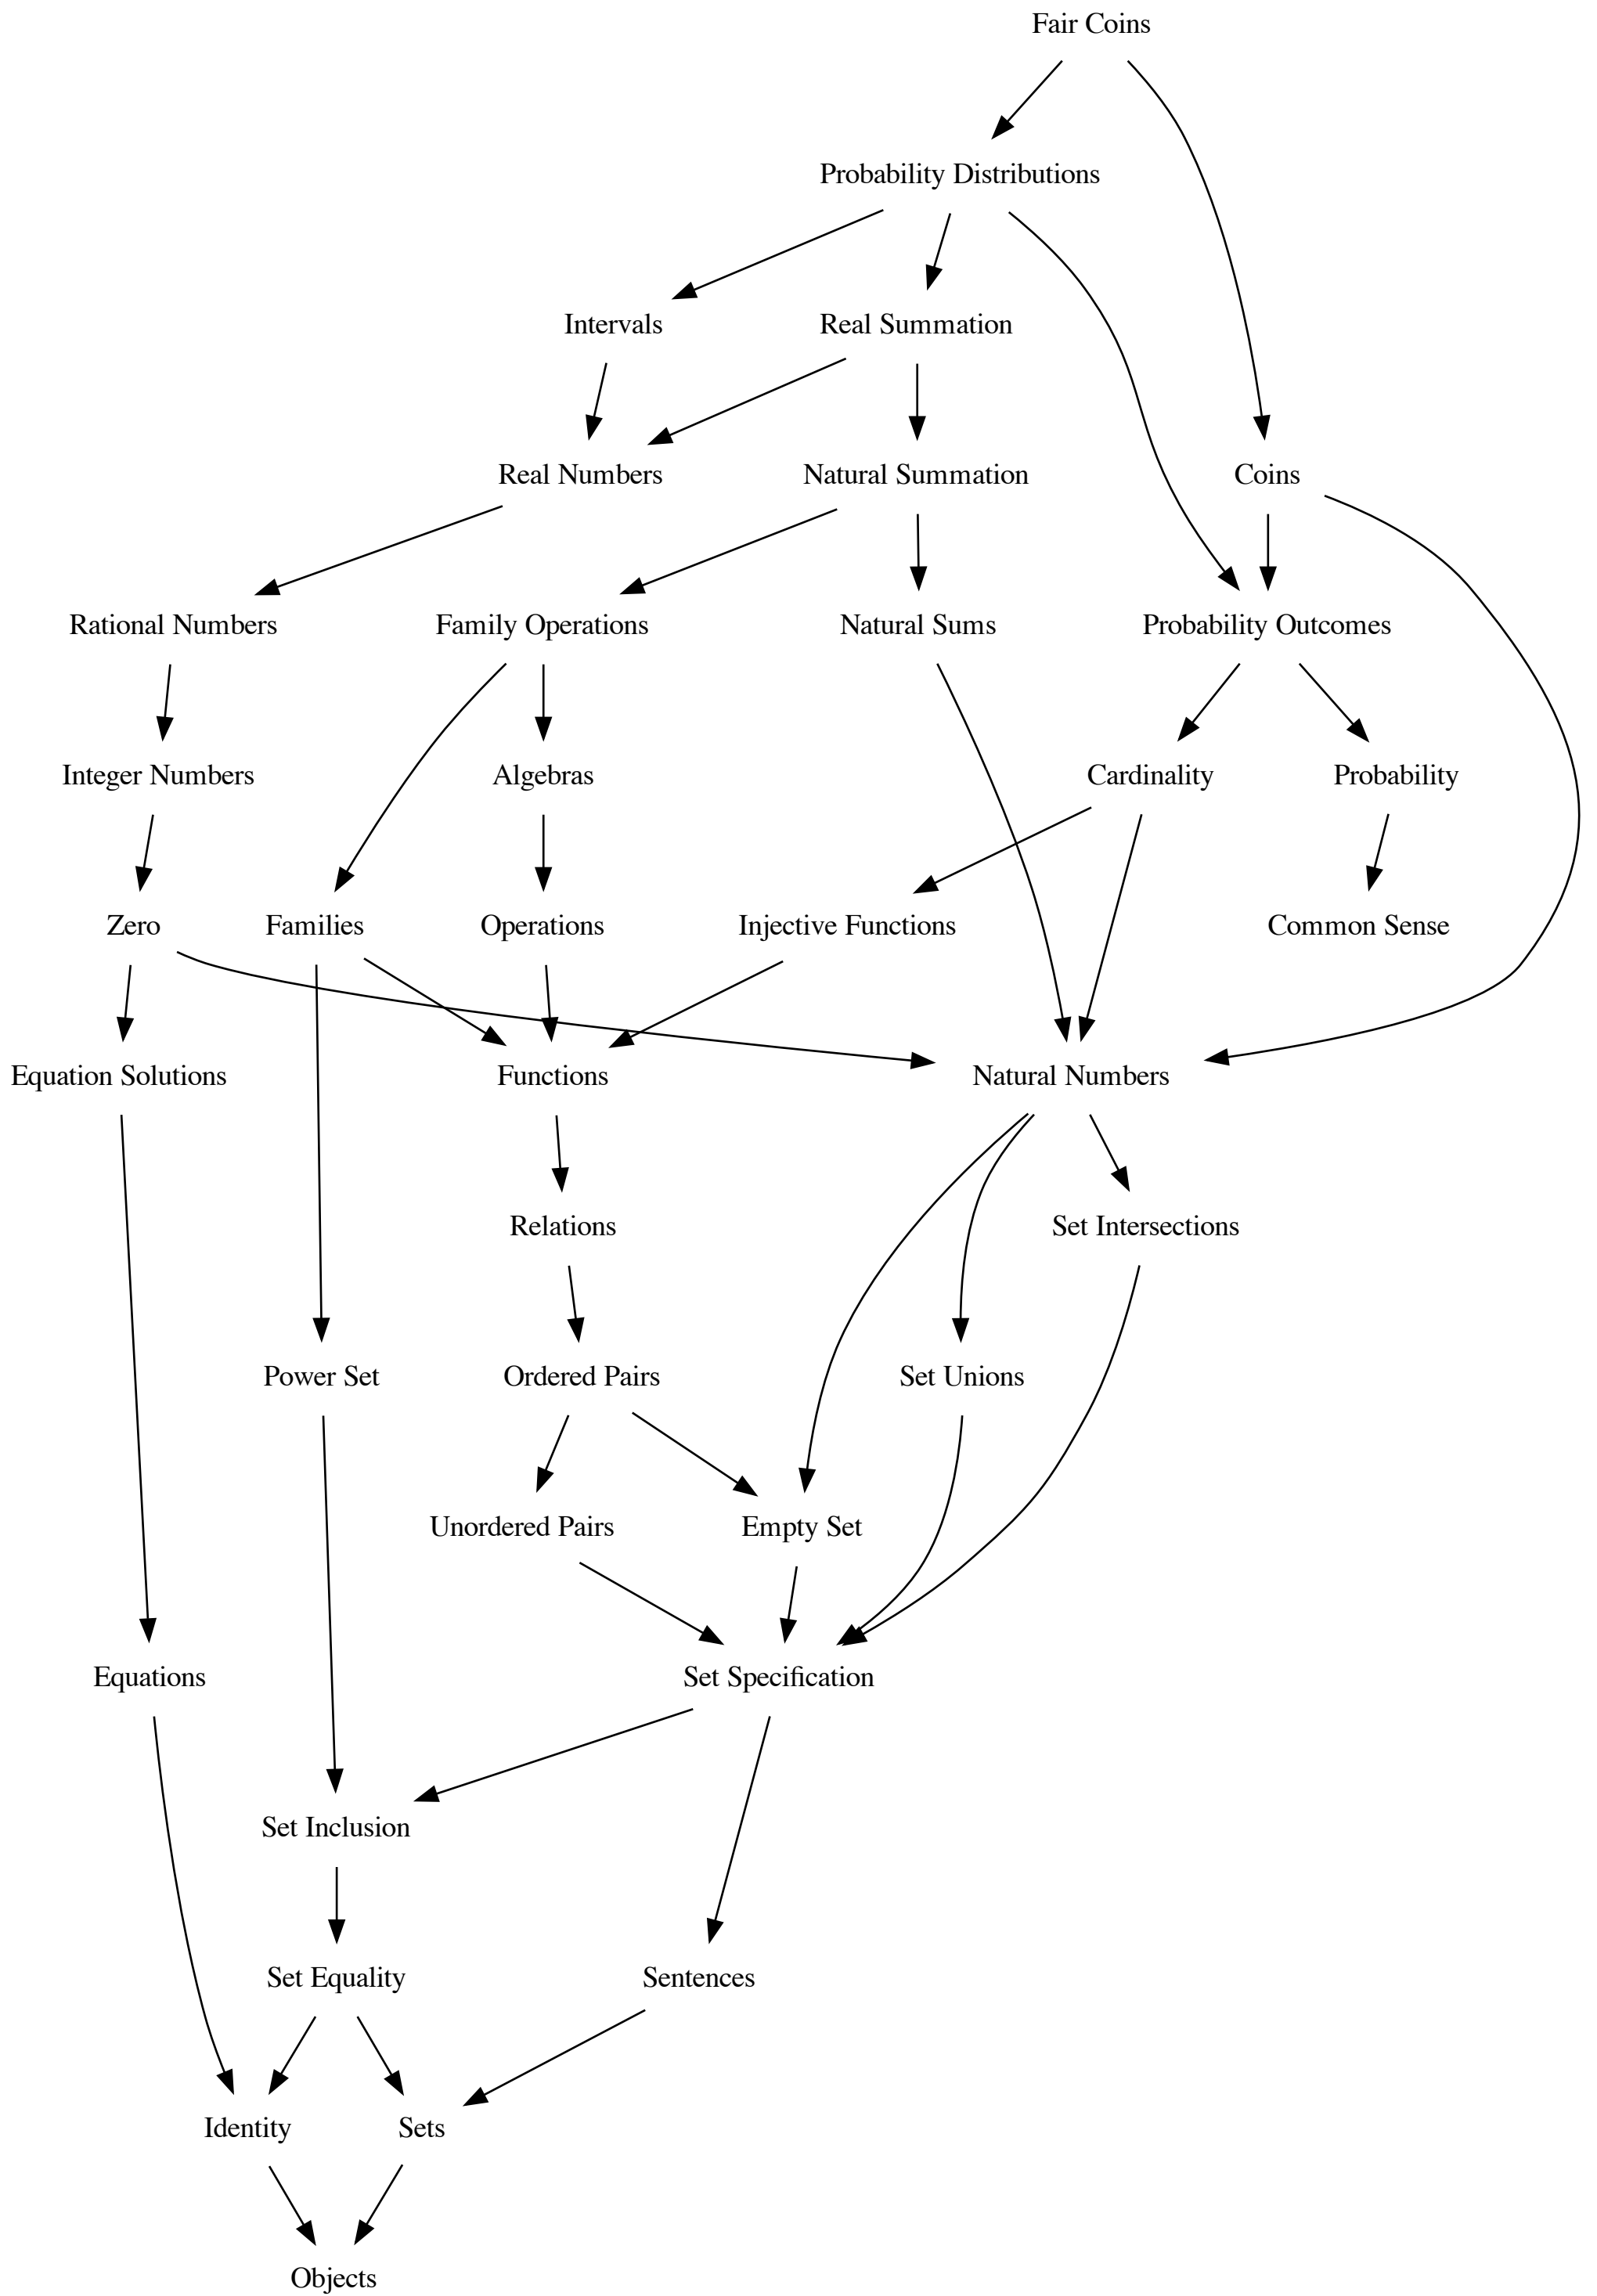 Fair Coins
Probability Distributions
Intervals
Real Summation
Real Numbers
Natural Summation
Coins
Rational Numbers
Family Operations
Natural Sums
Probability Outcomes
Integer Numbers
Algebras
Cardinality
Probability
Zero
Families
Operations
Injective Functions
Common Sense
Equation Solutions
Functions
Natural Numbers
Relations
Set Intersections
Power Set
Ordered Pairs
Set Unions
Unordered Pairs
Empty Set
Equations
Set Specification
Set Inclusion
Set Equality
Sentences
Identity
Sets
Objects